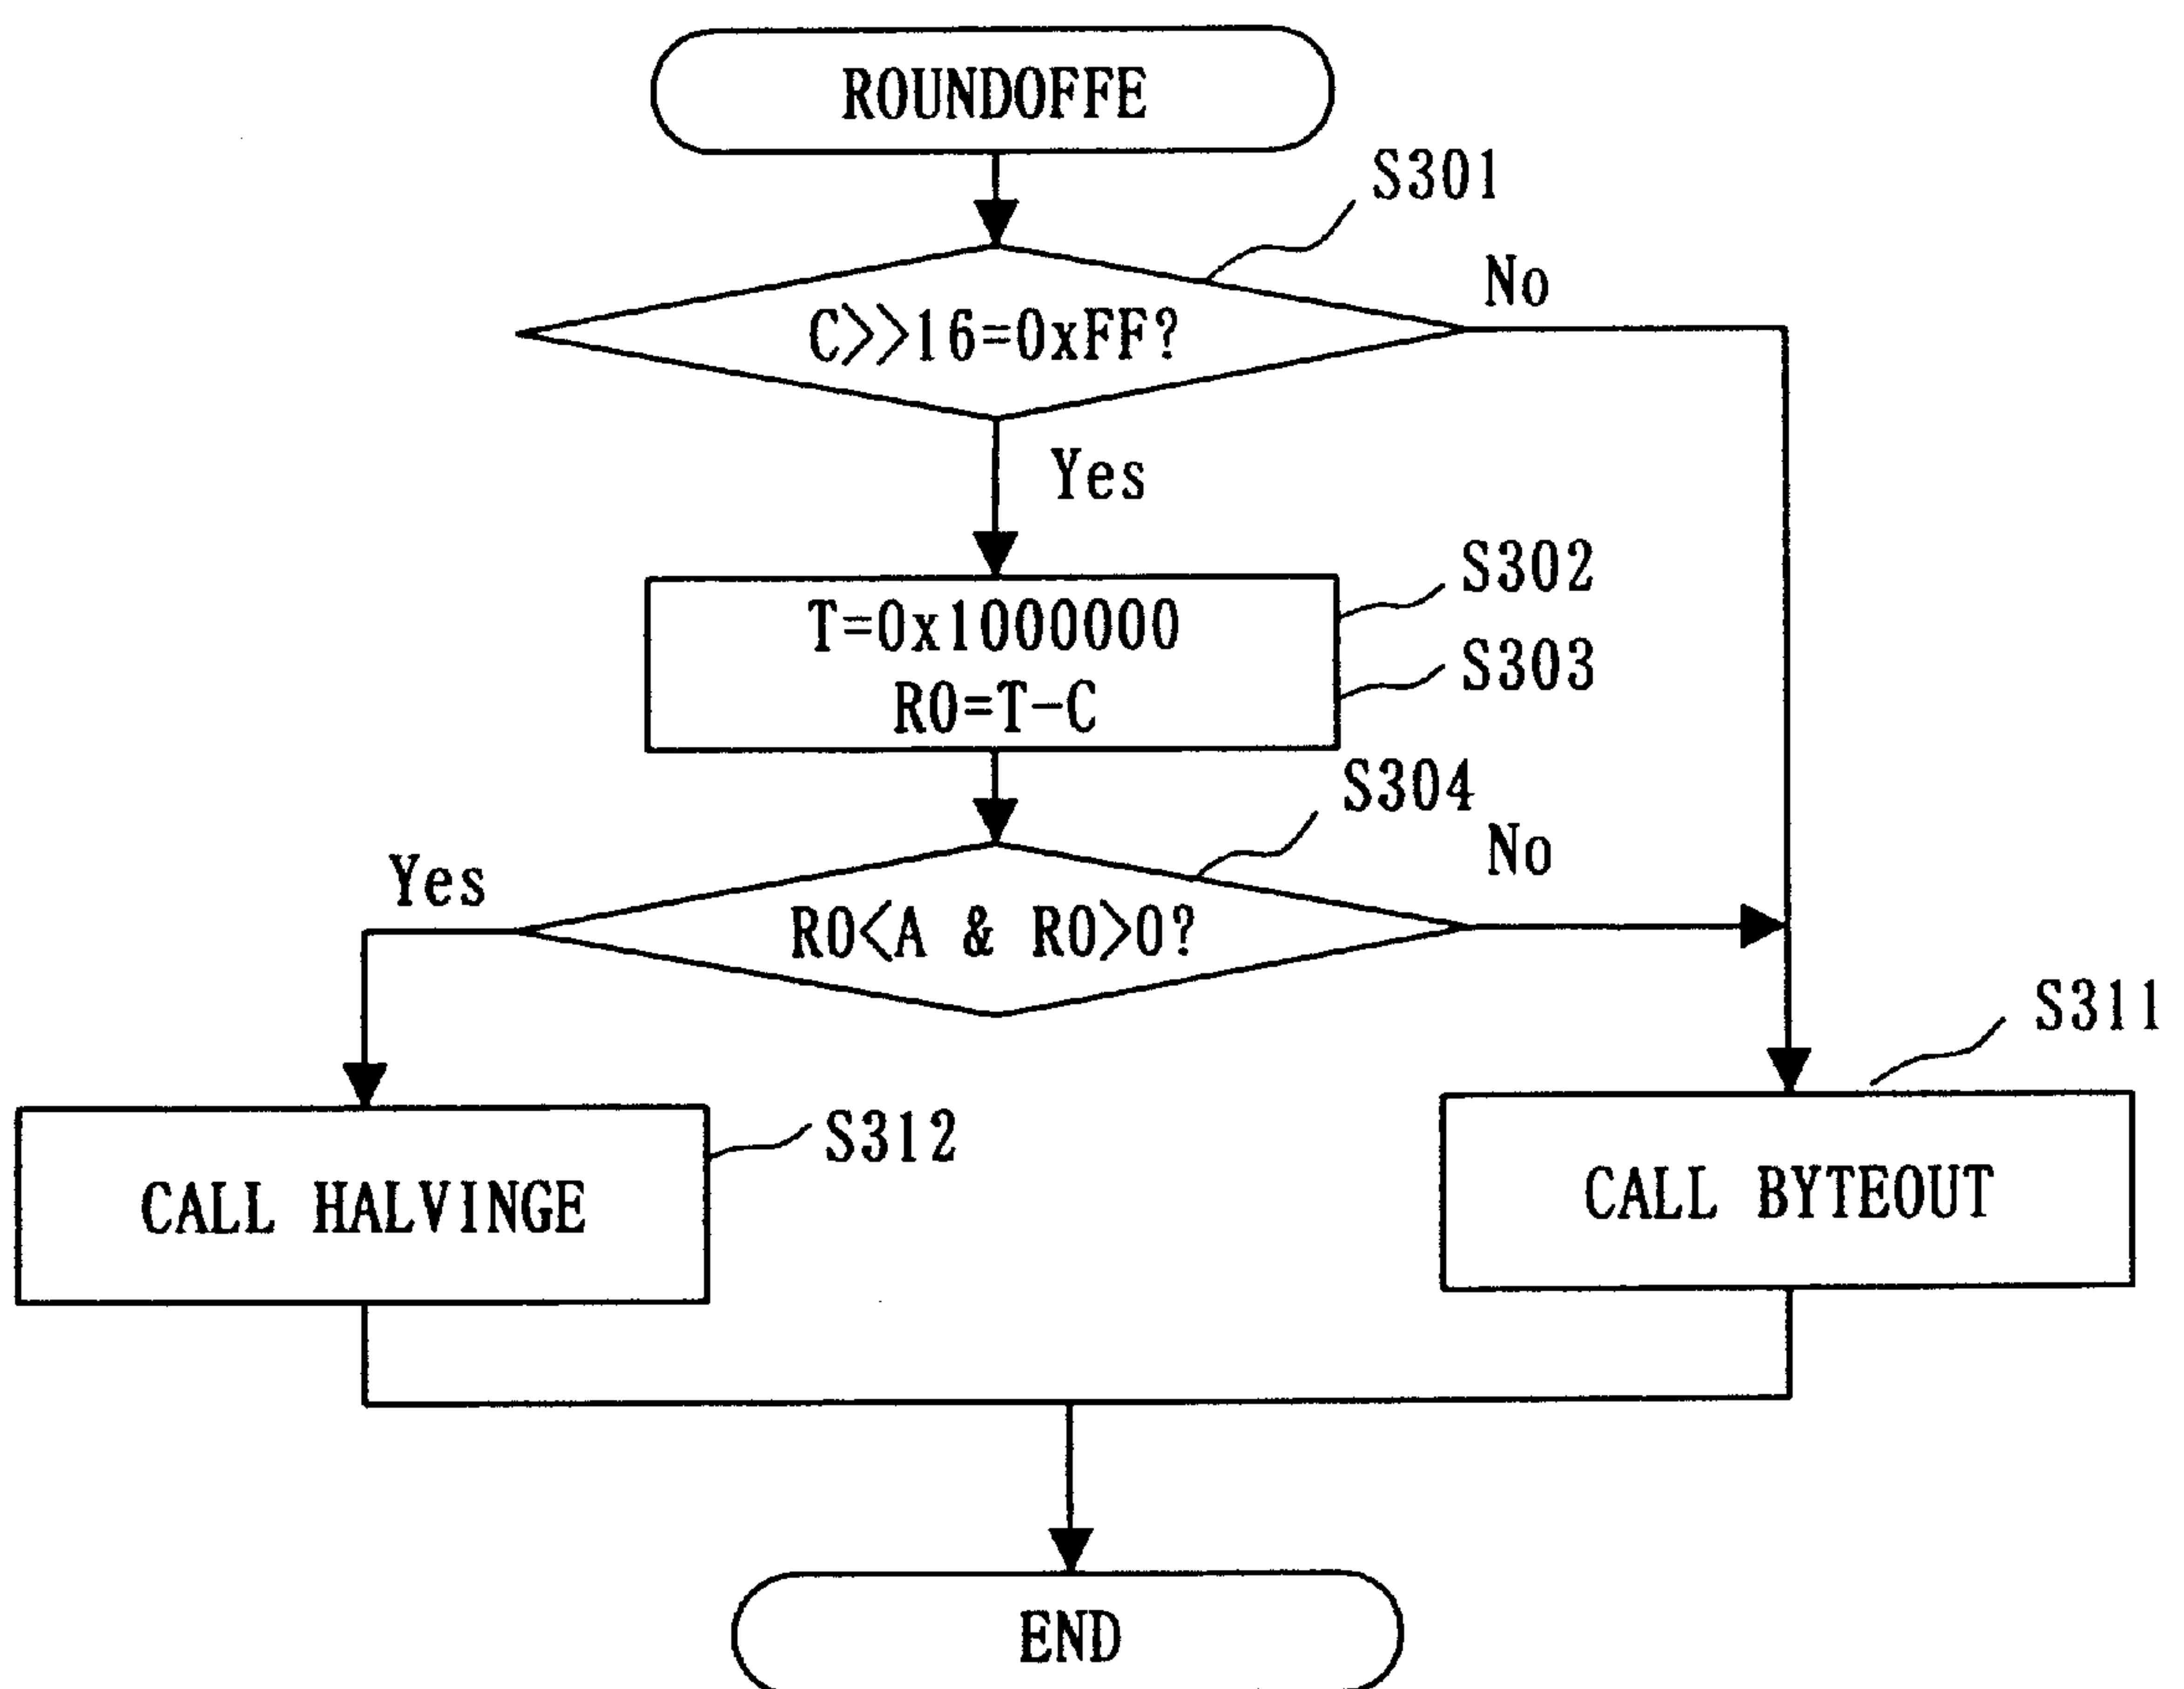 ROUNDOFFE
S301
C>>16=0xFF?
No
Yes
S302
T=0x1000000
S303
R0=T-C
S304
No
Yes
R0<A & R0>0?
S311
S312
CALL HALVINGE
CALL BYTEOUT
END